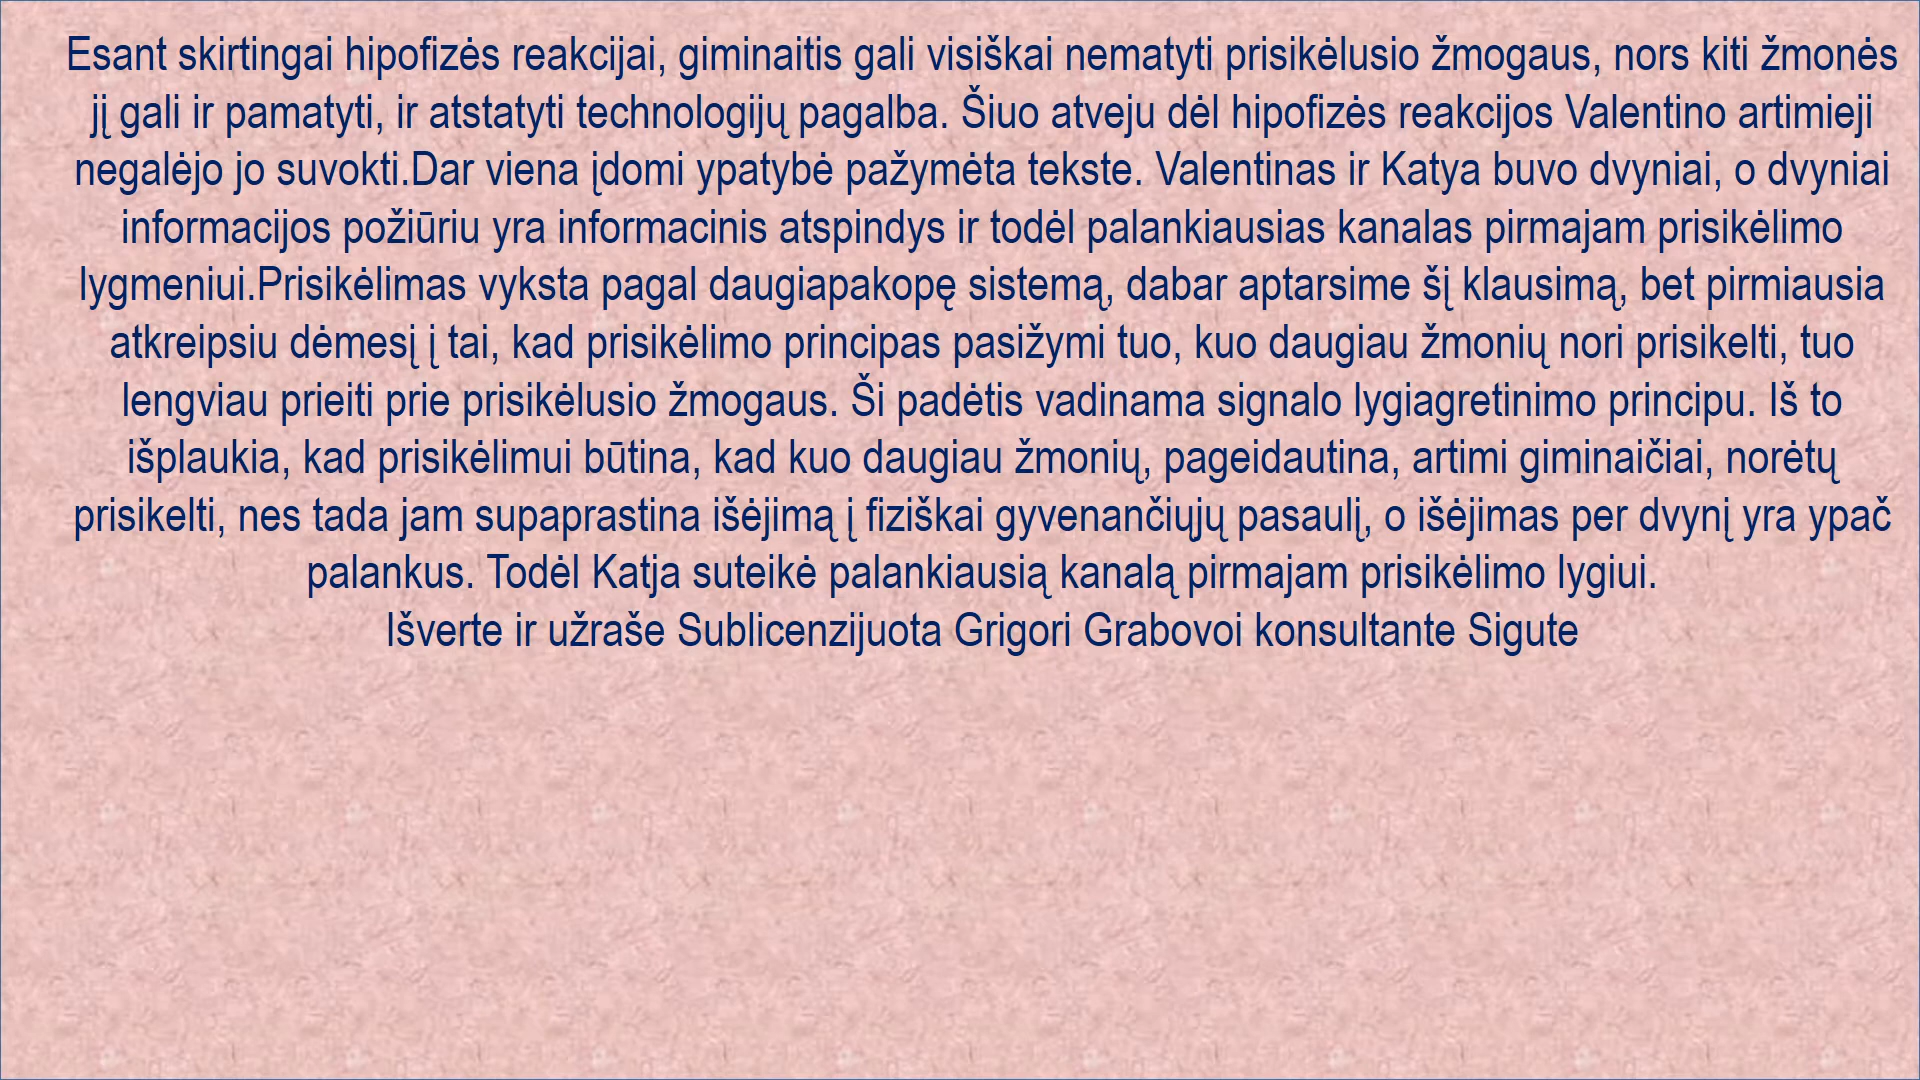 Esant skirtingai hipofizės reakcijai, giminaitis gali visiškai nematyti prisikėlusio žmogaus, nors kiti žmonės
jį gali ir pamatyti, ir atstatyti technologijų pagalba. Šiuo atveju dėl hipofizės reakcijos Valentino artimieji
negalėjo jo suvokti.Dar viena įdomi ypatybė pažymėta tekste. Valentinas ir Katya buvo dvyniai, o dvyniai
informacijos požiūriu yra informacinis atspindys ir todėl palankiausias kanalas pirmajam prisikėlimo
lygmeniui.Prisikėlimas vyksta pagal daugiapakopę sistemą, dabar aptarsime šį klausimą, bet pirmiausia
atkreipsiu dėmesį į tai, kad prisikėlimo principas pasižymi tuo, kuo daugiau žmonių nori prisikelti, tuo
lengviau prieiti prie prisikėlusio žmogaus. Ši padėtis vadinama signalo lygiagretinimo principu. Iš to
išplaukia, kad prisikėlimui būtina, kad kuo daugiau žmonių, pageidautina, artimi giminaičiai, norėtų
prisikelti, nes tada jam supaprastina išėjimą į fiziškai gyvenančiųjų pasaulį, o išėjimas per dvynį yra ypač
palankus. Todėl Katja suteikė palankiausią kanalą pirmajam prisikėlimo lygiui.
Išverte ir užraše Sublicenzijuota Grigori Grabovoi konsultante Sigute